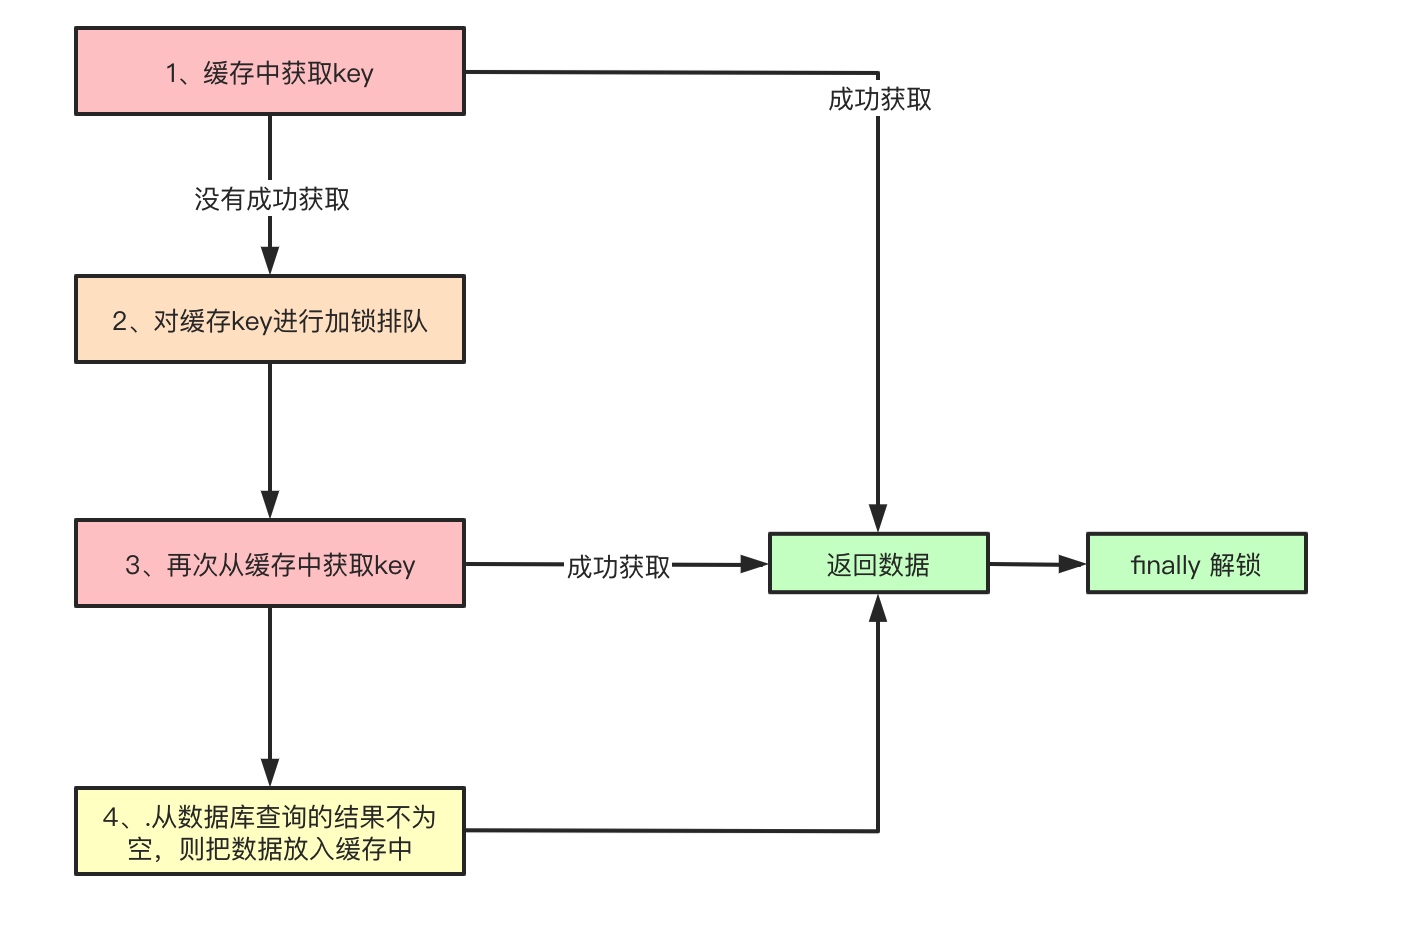 1、缓存中获取key
成功获取
没有成功获取
2、对缓存key进行加锁排队
3、再次从缓存中获取key
成功获取
返回数据
finally 解锁
4、.从数据库查询的结果不为
空，则把数据放入缓存中